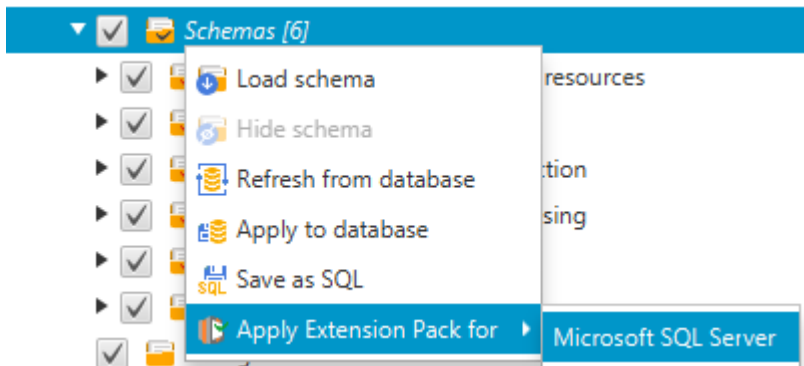 Schemas [6]
Load schema
resources
Hide schema
Refresh from database
tion
Apply to database
sing
Save as SQL
Apply Extension Pack for
Microsoft SQL Server